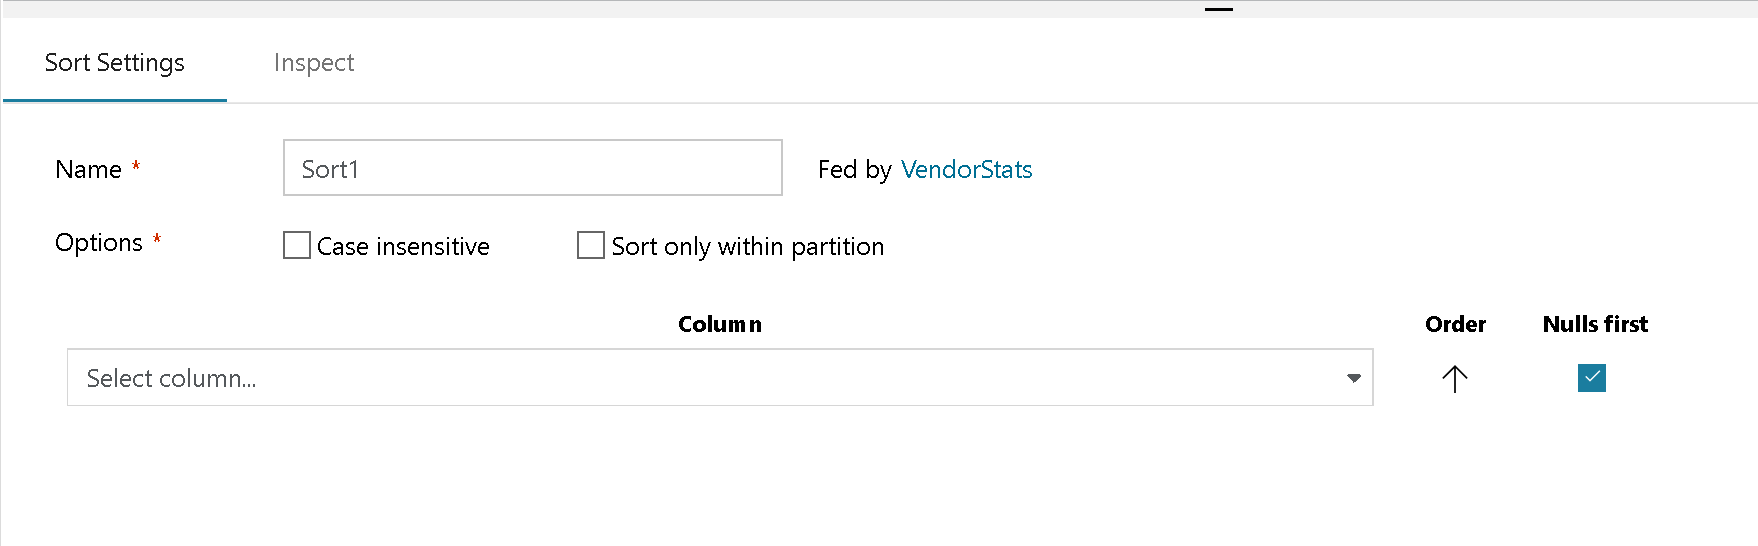 Sort Settings Inspect
Name * Sort1 Fed by VendorStats
Options * Case insensitive Sort only within partition
Column Order Nulls first
Select column...